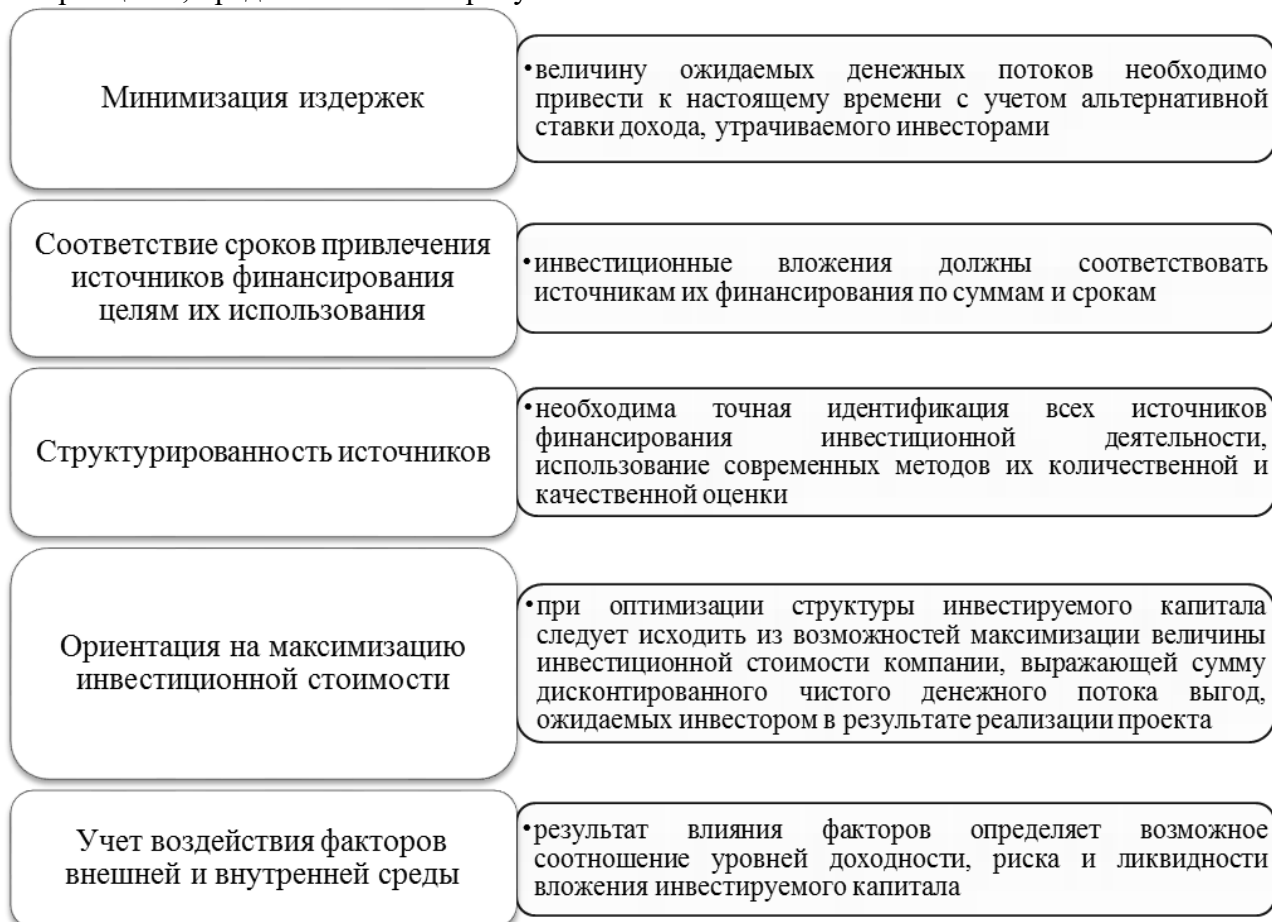 Минимизация издержек
•величину ожидаемых денежных потоков необходимо
привести к настоящему времени с учетом альтернативной
ставки дохода, утрачиваемого инвесторами
Соответствие сроков привлечения
источников финансирования
целям их использования
•инвестиционные вложения должны соответствовать
источникам их финансирования по суммам и срокам
Структурированность источников
•необходима точная идентификация всех источников
финансирования инвестиционной деятельности,
использование современных методов их количественной и
качественной оценки
Ориентация на максимизацию
инвестиционной стоимости
•при оптимизации структуры инвестируемого капитала
следует исходить из возможностей максимизации величины
инвестиционной стоимости компании, выражающей сумму
дисконтированного чистого денежного потока выгод,
ожидаемых инвестором в результате реализации проекта
Учет воздействия факторов
внешней и внутренней среды
•результат влияния факторов определяет возможное
соотношение уровней доходности, риска и ликвидности
вложения инвестируемого капитала